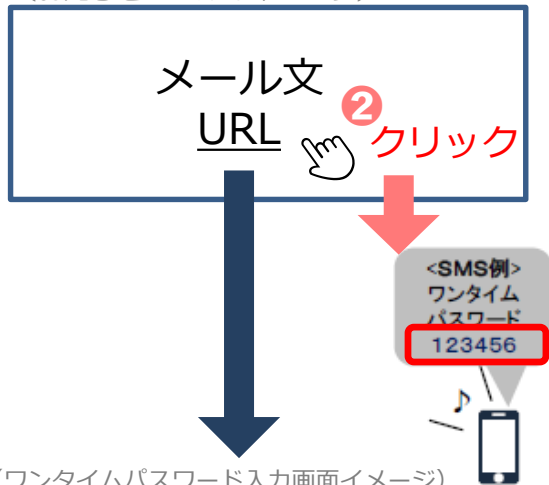 メール文
URL
❷
クリック
<SMS例>
ワンタイム
パスワード
123456
♪
（ワンタイムパスワード入力画面イメージ）